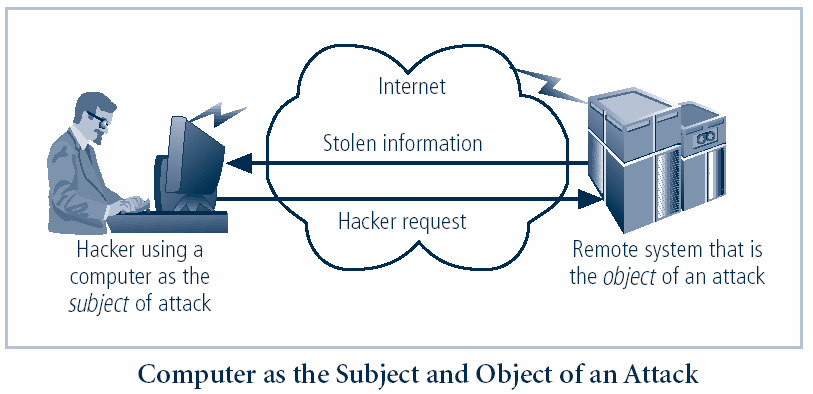 Internet
Stolen information
Hacker request
Hacker using a
computer as the
subject of attack
Remote system that is
the object of an attack
Computer as the Subject and Object of an Attack